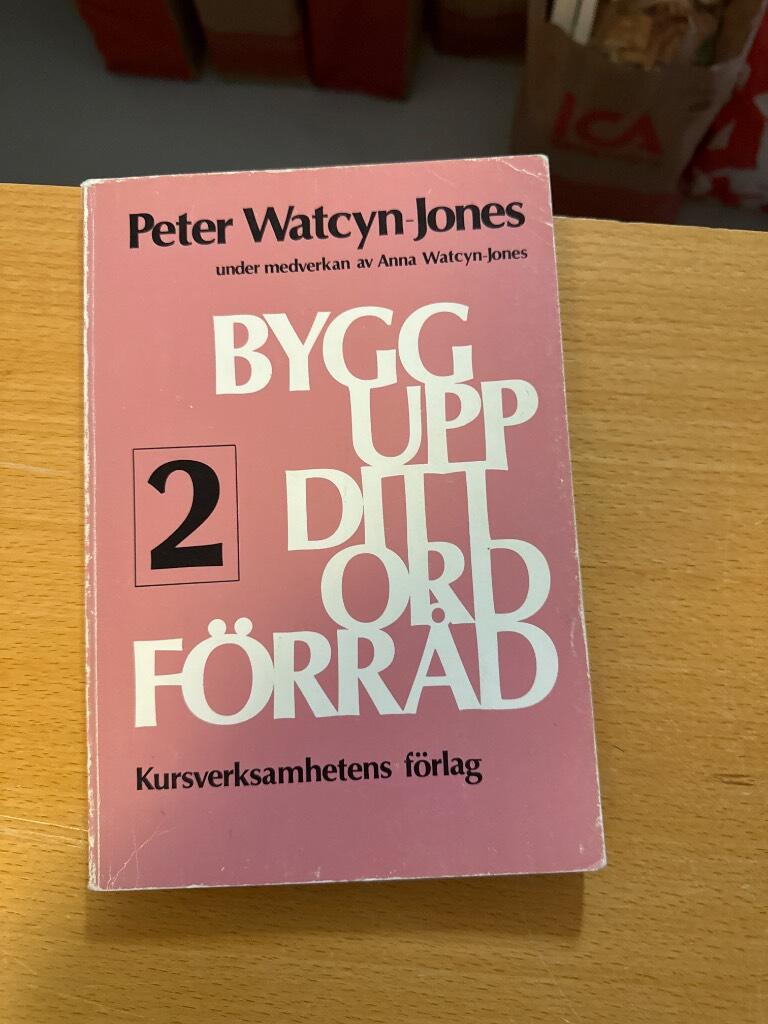 ICA
Peter Watcyn-Jones
under medverkan av Anna Watcyn-Jones
BYGG
UPP
DITT
2
ORD
FÖRRÅD
Kursverksamhetens förlag